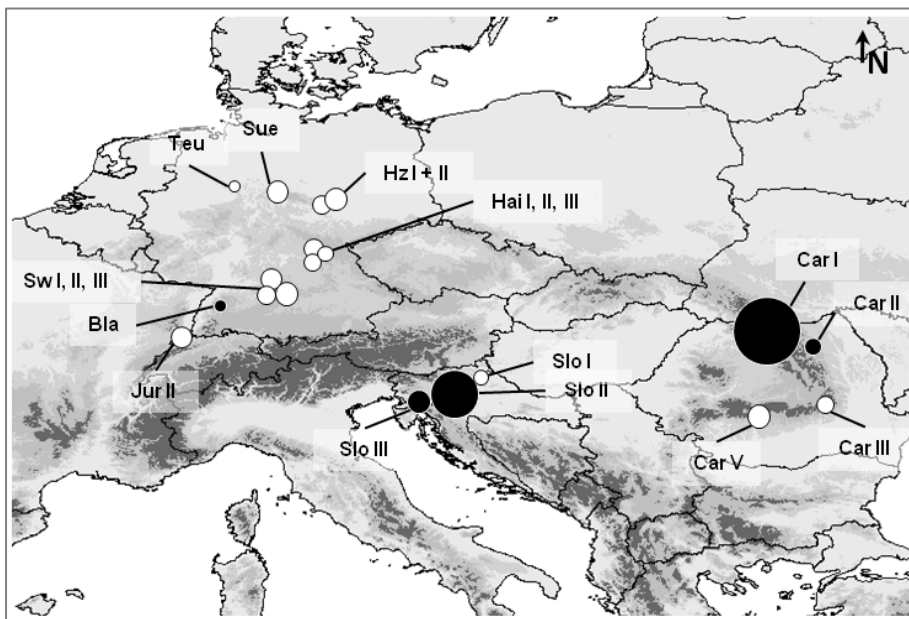 N
Sue
Teu
Hz I + II
Hai I, II, III
Sw I, II, III
Bla
Jur II
Car I
Car II
Slo I
Slo II
Slo III
Car V
Car III